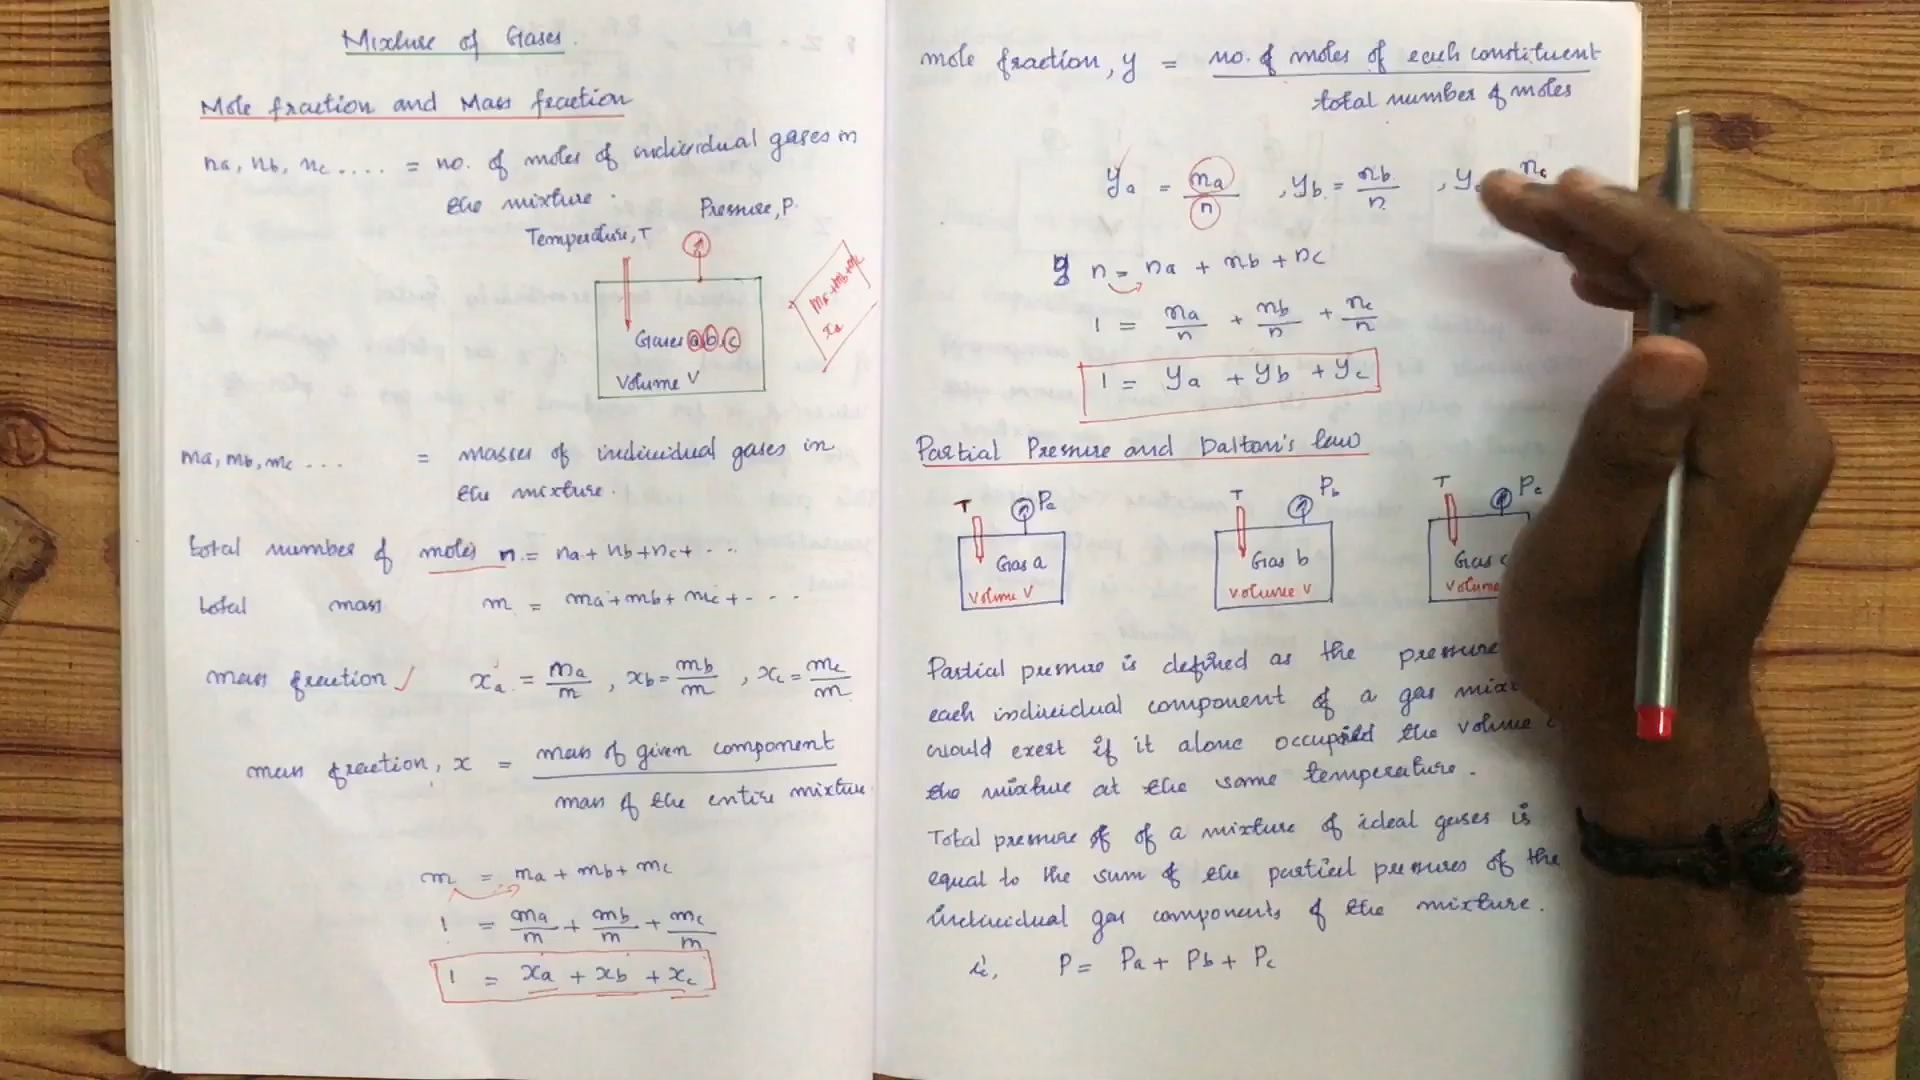 Mixture of Gases.
Mole fraction and Mass fraction
na, nb, nc .... = no. of moles of individual gases in
the mixture.
Pressure, P.
Temperature, T
ma+mb+mc
xa
Gases a, b, c
Volume V
ma, mb, mc ... = masses of individual gases in
the mixture.
total number of moles n = na + nb + nc + ..
total mass m = ma + mb + mc + - - -
mass fraction ✓ xa = ma/m , xb = mb/m , xc = mc/m
mass fraction, x = mass of given component
mass of the entire mixture.
m = ma + mb + mc
1 = ma/m + mb/m + mc/m
1 = xa + xb + xc
mole fraction, y = no. of moles of each constituent
total number of moles
ya = na/n , yb = nb/n , y nc
n = na + nb + nc
1 = na/n + nb/n + nc/n
1 = ya + yb + yc
Partial Pressure and Dalton's law
T Pa T Pb T Pc
Gas a Gas b Gas
Volume V Volume V Volume
Partial pressure is defined as the pressure
each individual component of a gas
would exert if it alone occupied the volume
the mixture at the same temperature.
Total pressure of of a mixture of ideal gases is
equal to the sum of the partial pressures of the
individual gas components of the mixture.
ie, P = Pa + Pb + Pc